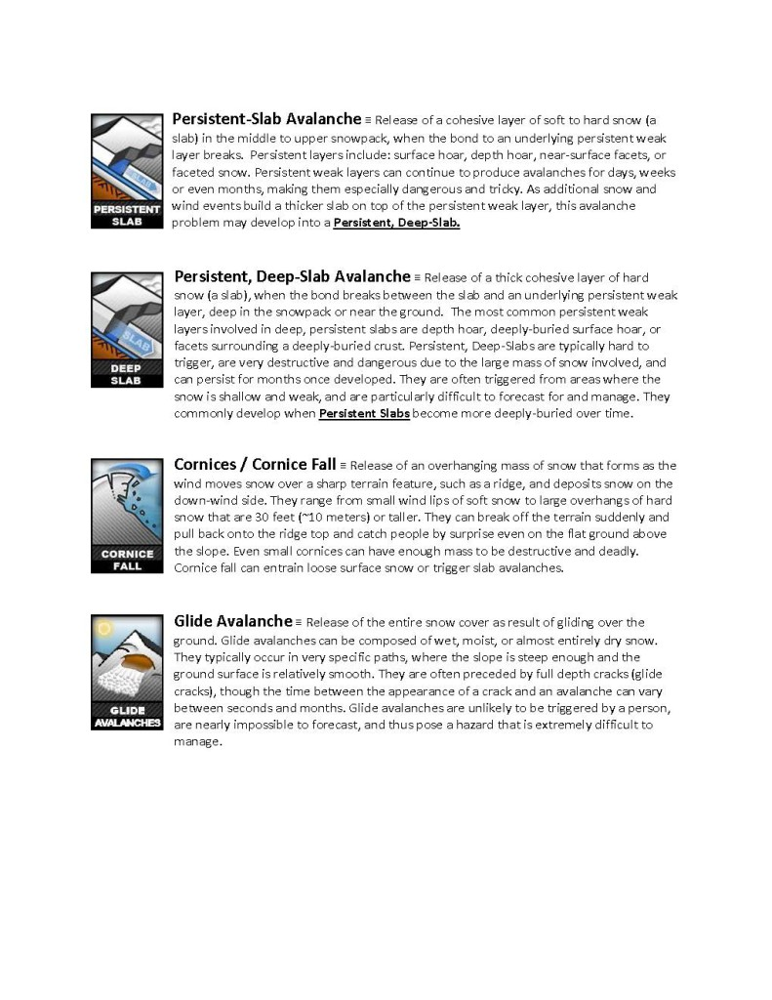 Persistent-Slab Avalanche ≡ Release of a cohesive layer of soft to hard snow (a
slab) in the middle to upper snowpack, when the bond to an underlying persistent weak
layer breaks. Persistent layers include: surface hoar, depth hoar, near-surface facets, or
faceted snow. Persistent weak layers can continue to produce avalanches for days, weeks
or even months, making them especially dangerous and tricky. As additional snow and
wind events build a thicker slab on top of the persistent weak layer, this avalanche
problem may develop into a Persistent, Deep-Slab.
PERSISTENT
SLAB
Persistent, Deep-Slab Avalanche ≡ Release of a thick cohesive layer of hard
snow (a slab), when the bond breaks between the slab and an underlying persistent weak
layer, deep in the snowpack or near the ground. The most common persistent weak
layers involved in deep, persistent slabs are depth hoar, deeply-buried surface hoar, or
facets surrounding a deeply-buried crust. Persistent, Deep-Slabs are typically hard to
trigger, are very destructive and dangerous due to the large mass of snow involved, and
can persist for months once developed. They are often triggered from areas where the
snow is shallow and weak, and are particularly difficult to forecast for and manage. They
commonly develop when Persistent Slabs become more deeply-buried over time.
SLAB
DEEP
SLAB
Cornices / Cornice Fall ≡ Release of an overhanging mass of snow that forms as the
wind moves snow over a sharp terrain feature, such as a ridge, and deposits snow on the
down-wind side. They range from small wind lips of soft snow to large overhangs of hard
snow that are 30 feet (~10 meters) or taller. They can break off the terrain suddenly and
pull back onto the ridge top and catch people by surprise even on the flat ground above
the slope. Even small cornices can have enough mass to be destructive and deadly.
Cornice fall can entrain loose surface snow or trigger slab avalanches.
CORNICE
FALL
Glide Avalanche ≡ Release of the entire snow cover as result of gliding over the
ground. Glide avalanches can be composed of wet, moist, or almost entirely dry snow.
They typically occur in very specific paths, where the slope is steep enough and the
ground surface is relatively smooth. They are often preceded by full depth cracks (glide
cracks), though the time between the appearance of a crack and an avalanche can vary
between seconds and months. Glide avalanches are unlikely to be triggered by a person,
are nearly impossible to forecast, and thus pose a hazard that is extremely difficult to
manage.
GLIDE
AVALANCHES